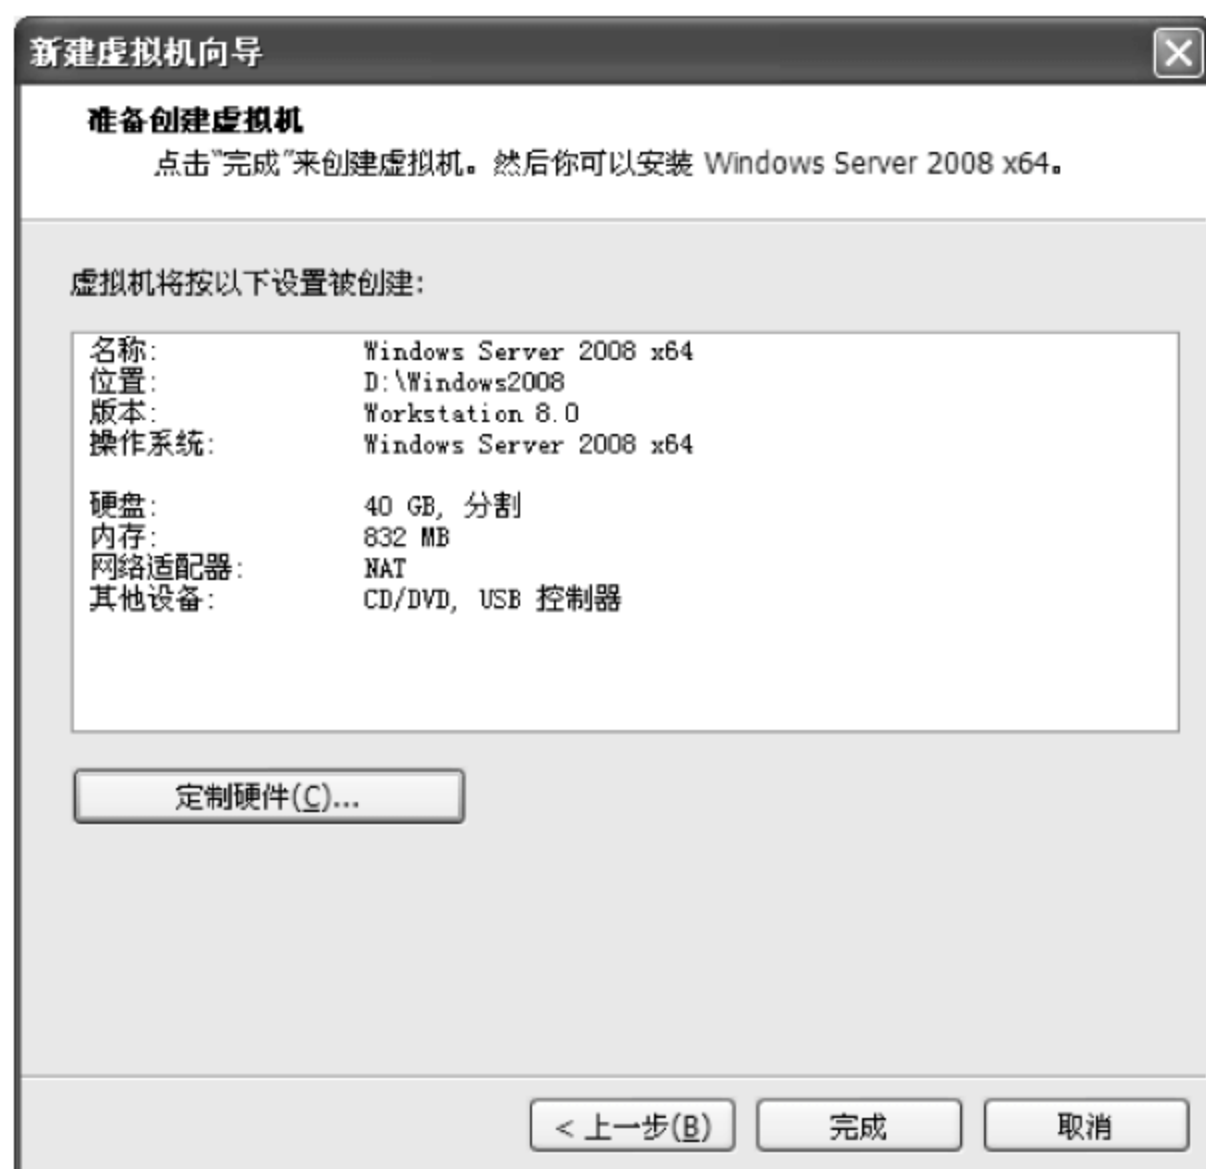 新建虚拟机向导
准备创建虚拟机
点击"完成"来创建虚拟机。然后你可以安装 Windows Server 2008 x64。
虚拟机将按以下设置被创建:
名称: Windows Server 2008 x64
位置: D:\Windows2008
版本: Workstation 8.0
操作系统: Windows Server 2008 x64
硬盘: 40 GB, 分割
内存: 832 MB
网络适配器: NAT
其他设备: CD/DVD, USB 控制器
定制硬件(C)...
< 上一步(B) 完成 取消